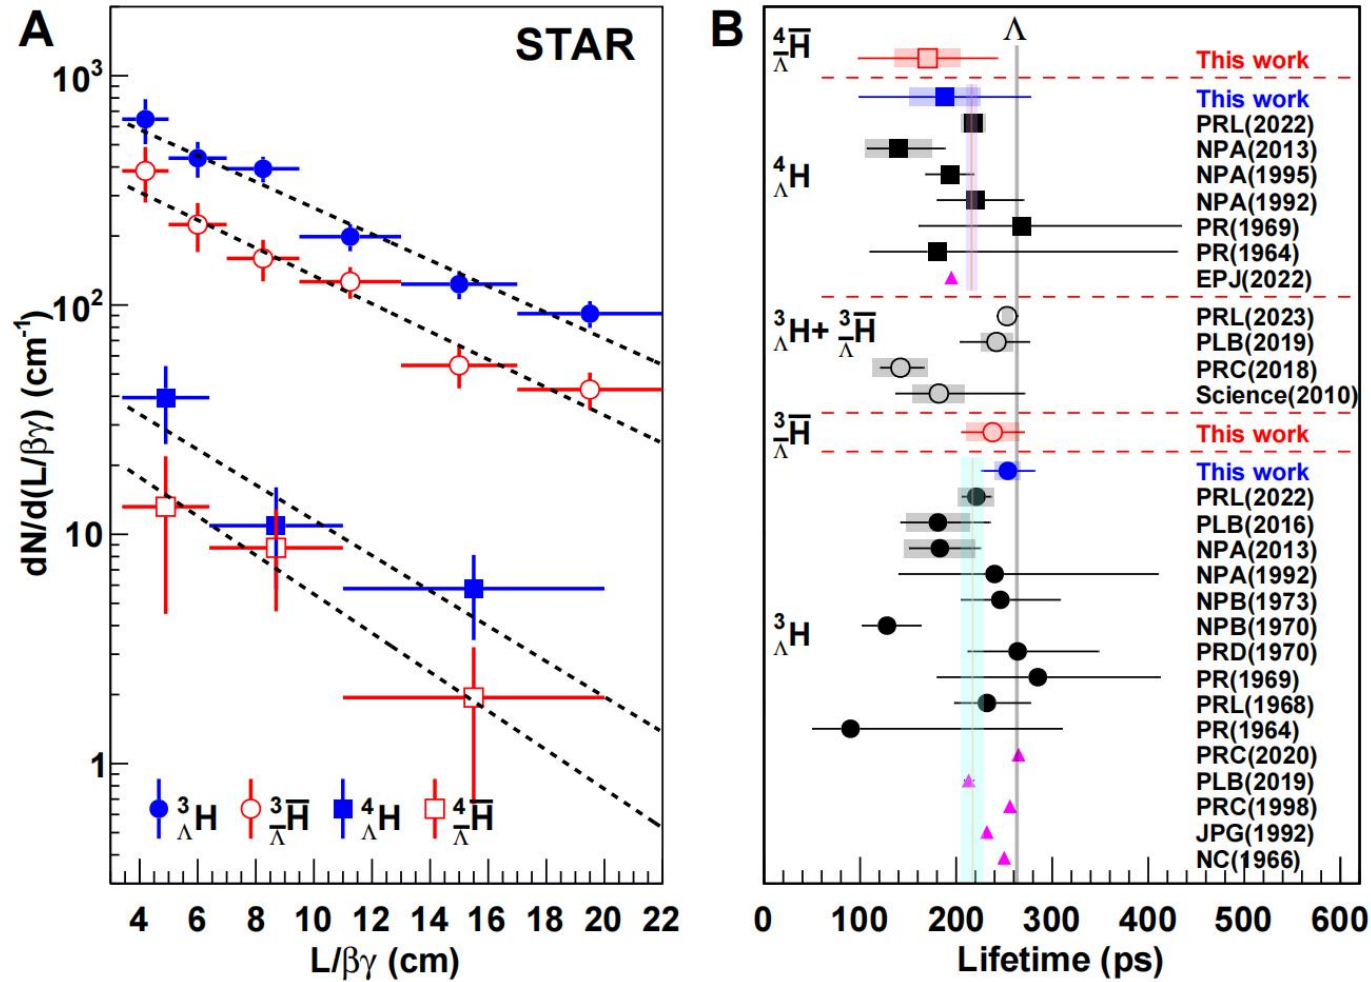 A
STAR
10³
10²
10
1
dN/d(L/βγ) (cm⁻¹)
³ΛH
³Λ̅H̅
⁴ΛH
⁴Λ̅H̅
4 6 8 10 12 14 16 18 20 22
L/βγ (cm)
B
Λ
⁴Λ̅H̅
This work
⁴ΛH
This work
PRL(2022)
NPA(2013)
NPA(1995)
NPA(1992)
PR(1969)
PR(1964)
EPJ(2022)
³ΛH+ ³Λ̅H̅
PRL(2023)
PLB(2019)
PRC(2018)
Science(2010)
³Λ̅H̅
This work
³ΛH
This work
PRL(2022)
PLB(2016)
NPA(2013)
NPA(1992)
NPB(1973)
NPB(1970)
PRD(1970)
PR(1969)
PRL(1968)
PR(1964)
PRC(2020)
PLB(2019)
PRC(1998)
JPG(1992)
NC(1966)
0 100 200 300 400 500 600
Lifetime (ps)